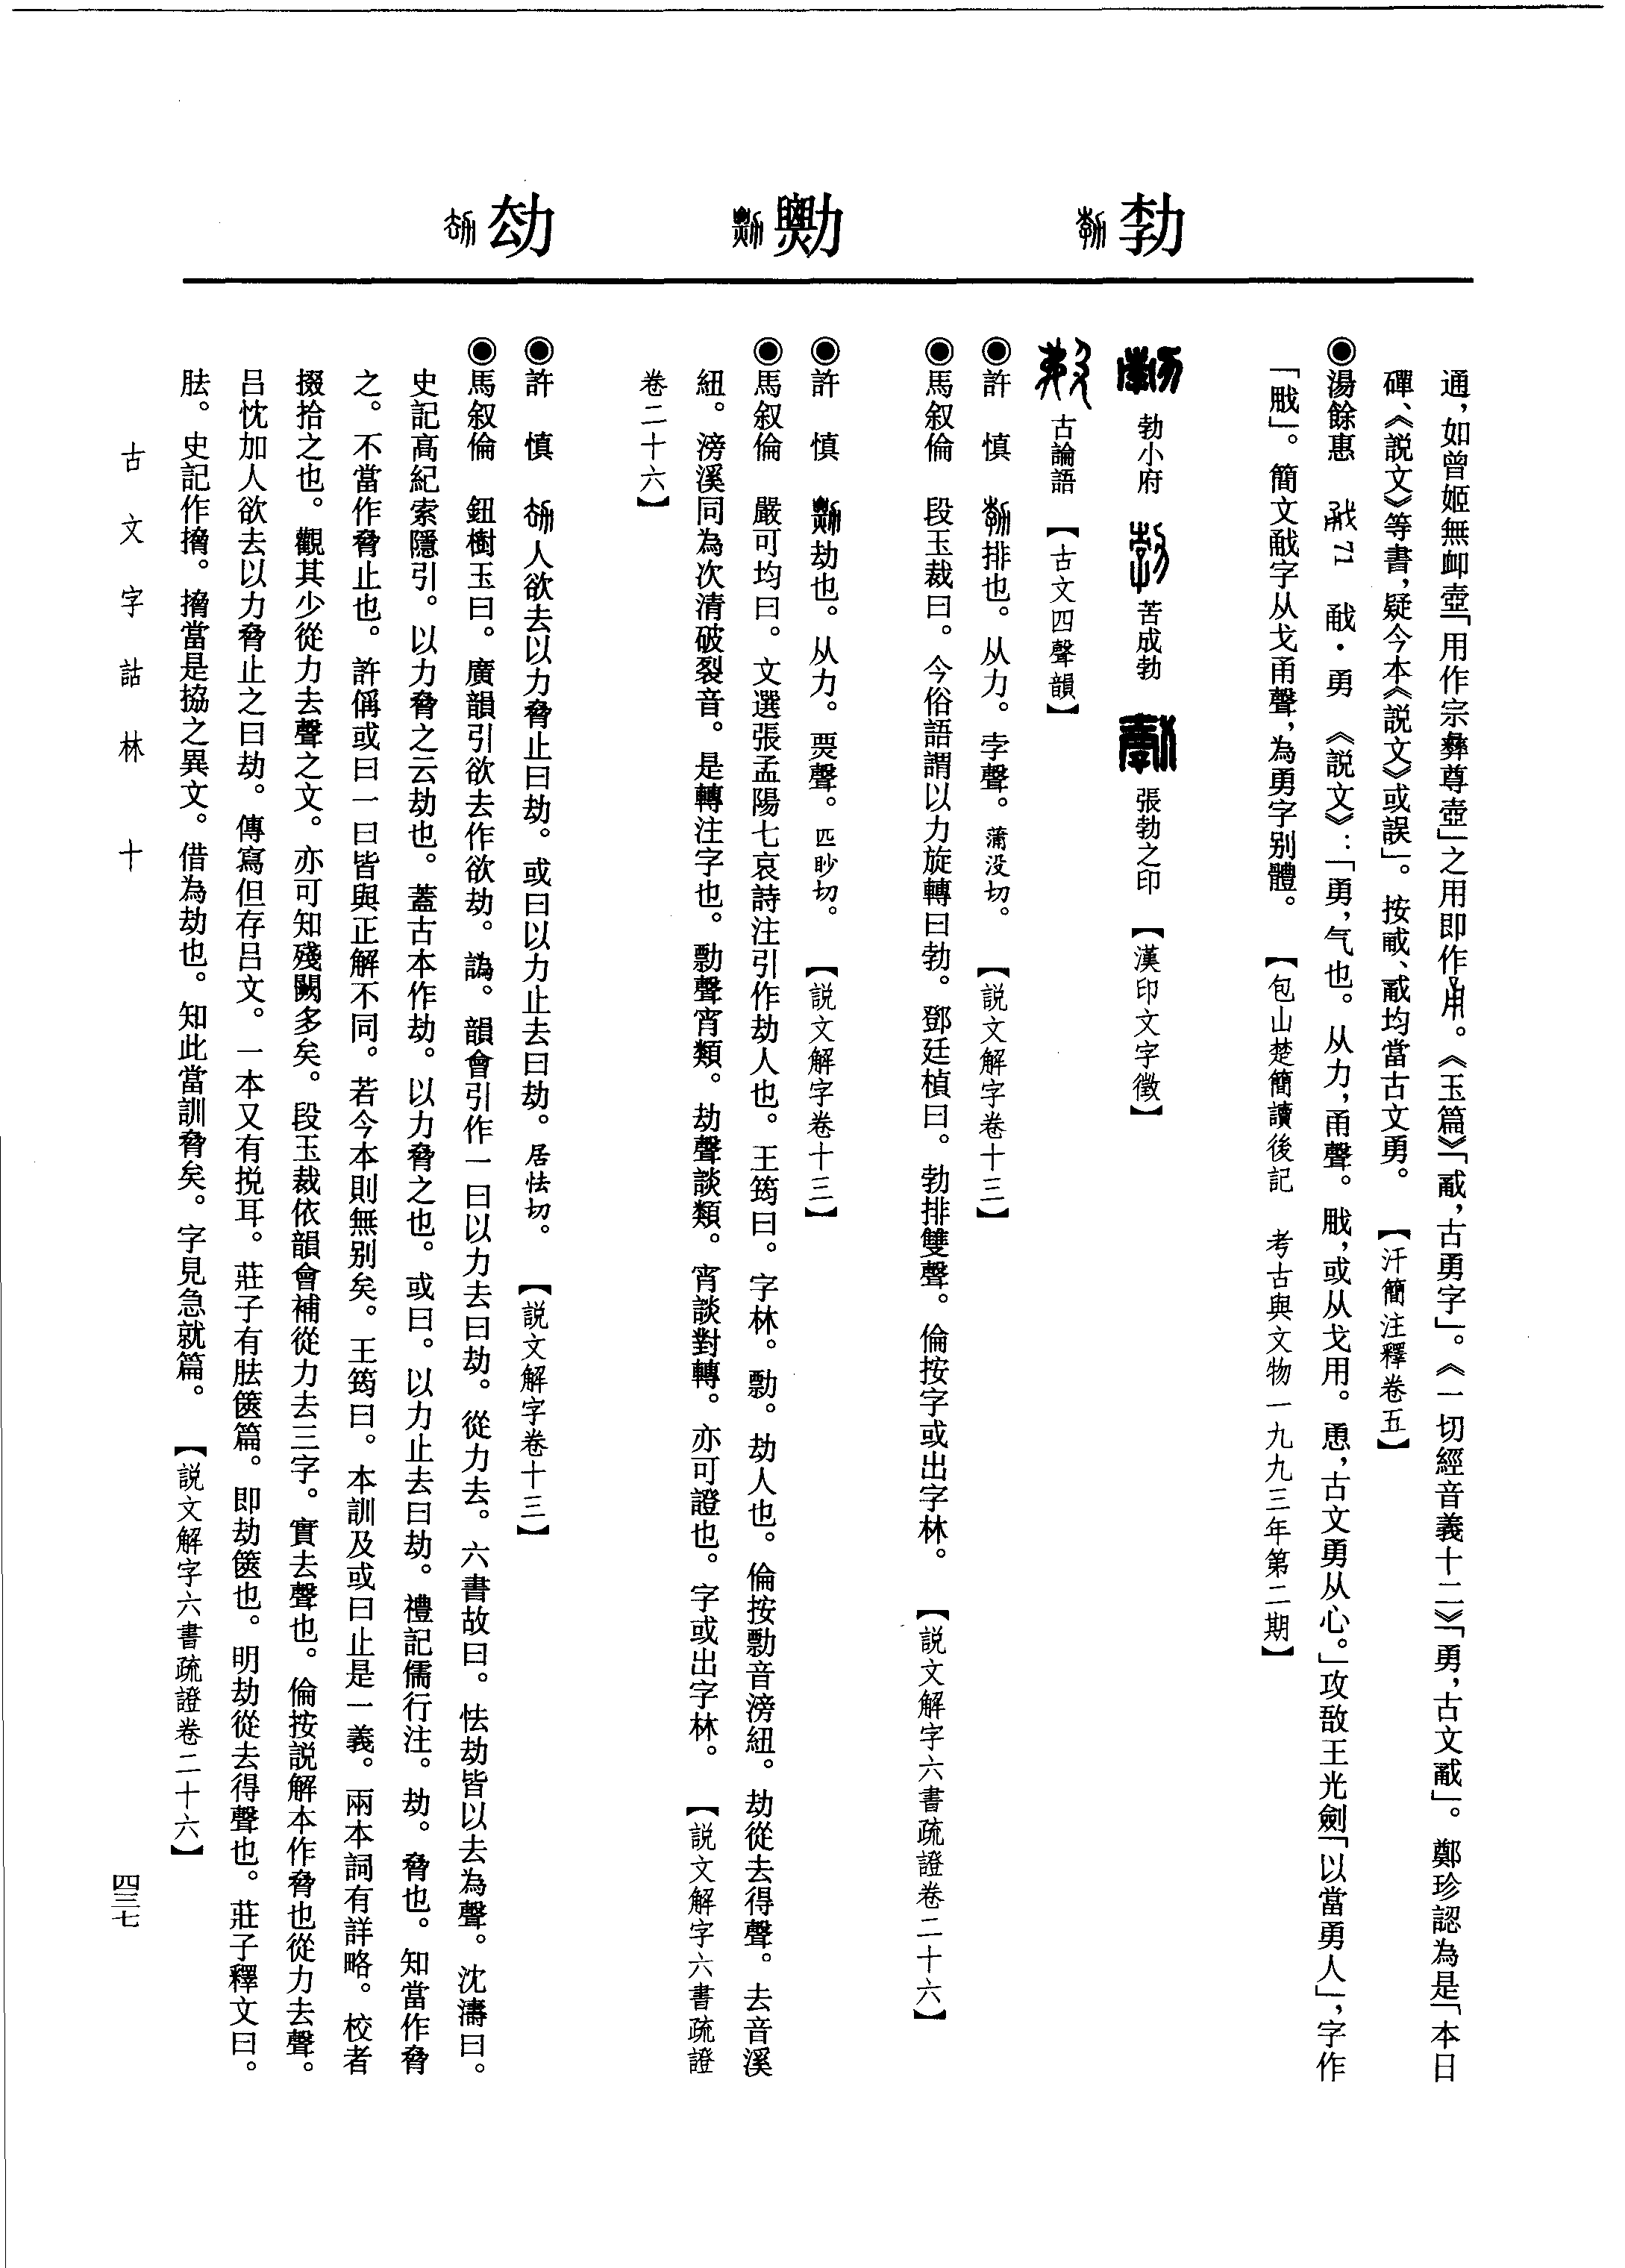 勃
勡
劫
通，如曾姬無卹壺「用作宗彝尊壺」之用即作。《玉篇》「㦷，古勇字」。《一切經音義十二》「勇，古文㦷」。鄭珍認為是「本日
磾、《説文》等書，疑今本《説文》或誤」。按㦷、㦷均當古文勇。　【汗簡注釋卷五】
◉湯餘惠　71　㦷・勇　《説文》：「勇，气也。从力，甬聲。㦷，或从戈用。恿，古文勇从心。」攻敔王光劍「以當勇人」，字作
「㦷」。簡文㦷字从戈甬聲，為勇字别體。　【包山楚簡讀後記　考古與文物一九九三年第二期】
勃小府　苦成勃　張勃之印　【漢印文字徵】
古論語　【古文四聲韻】
◉許　慎　排也。从力。孛聲。蒲没切。　【説文解字卷十三】
◉馬叙倫　段玉裁曰。今俗語謂以力旋轉曰勃。鄧廷楨曰。勃排雙聲。倫按字或出字林。　【説文解字六書疏證卷二十六】
◉許　慎　劫也。从力。㶾聲。匹眇切。　【説文解字卷十三】
◉馬叙倫　嚴可均曰。文選張孟陽七哀詩注引作劫人也。王筠曰。字林。勡。劫人也。倫按勡音滂紐。劫從去得聲。去音溪
紐。滂溪同為次清破裂音。是轉注字也。勡聲宵類。劫聲談類。宵談對轉。亦可證也。字或出字林。　【説文解字六書疏證
卷二十六】
◉許　慎　人欲去以力脅止曰劫。或曰以力止去曰劫。居怯切。　【説文解字卷十三】
◉馬叙倫　鈕樹玉曰。廣韻引欲去作欲劫。譌。韻會引作一曰以力去曰劫。從力去。六書故曰。怯劫皆以去為聲。沈濤曰。
史記高紀索隱引。以力脅之云劫也。蓋古本作劫。以力脅之也。或曰。以力止去曰劫。禮記儒行注。劫。脅也。知當作脅
之。不當作脅止也。許偁或曰一曰皆與正解不同。若今本則無别矣。王筠曰。本訓及或曰止是一義。兩本詞有詳略。校者
掇拾之也。觀其少從力去聲之文。亦可知殘闕多矣。段玉裁依韻會補從力去三字。實去聲也。倫按説解本作脅也從力去聲。
吕忱加人欲去以力脅止之曰劫。傳寫但存吕文。一本又有捝耳。莊子有胠篋篇。即劫篋也。明劫從去得聲也。莊子釋文曰。
胠。史記作搚。搚當是拹之異文。借為劫也。知此當訓脅矣。字見急就篇。　【説文解字六書疏證卷二十六】
古文字詁林　十
四三七